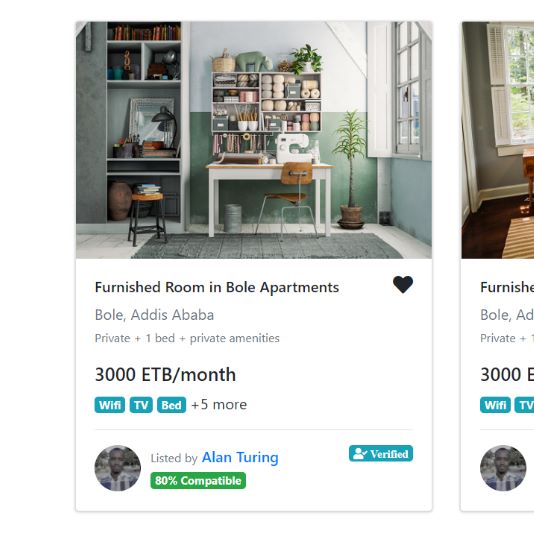 Furnished Room in Bole Apartments
Bole, Addis Ababa
Private + 1 bed + private amenities
3000 ETB/month
Wifi TV Bed +5 more
Listed by Alan Turing
Verified
80% Compatible
Furnishe
Bole, Ad
Private + 1
3000 E
Wifi TV